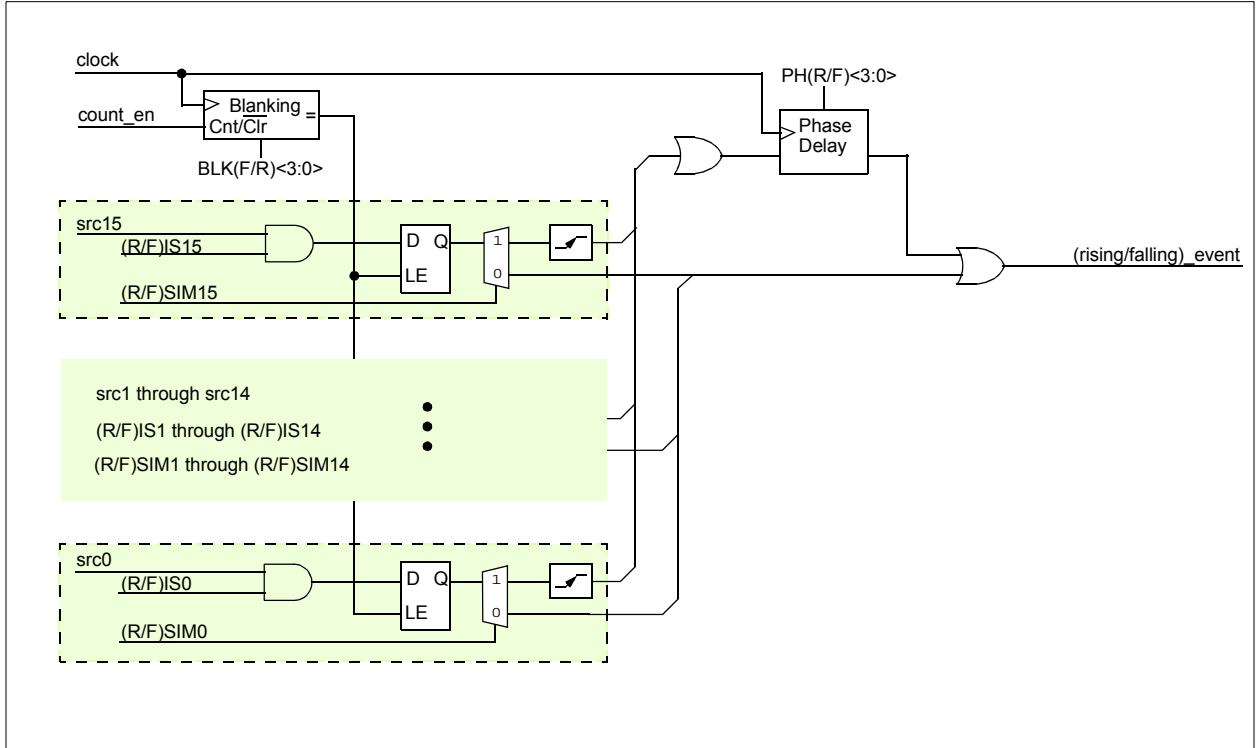 clock
PH(R/F)<3:0>
count_en
Blanking
=
Cnt/Clr
Phase
Delay
BLK(F/R)<3:0>
src15
(R/F)IS15
D Q
1
LE
0
(R/F)SIM15
(rising/falling)_event
src1 through src14
(R/F)IS1 through (R/F)IS14
(R/F)SIM1 through (R/F)SIM14
src0
(R/F)IS0
D Q
1
LE
0
(R/F)SIM0